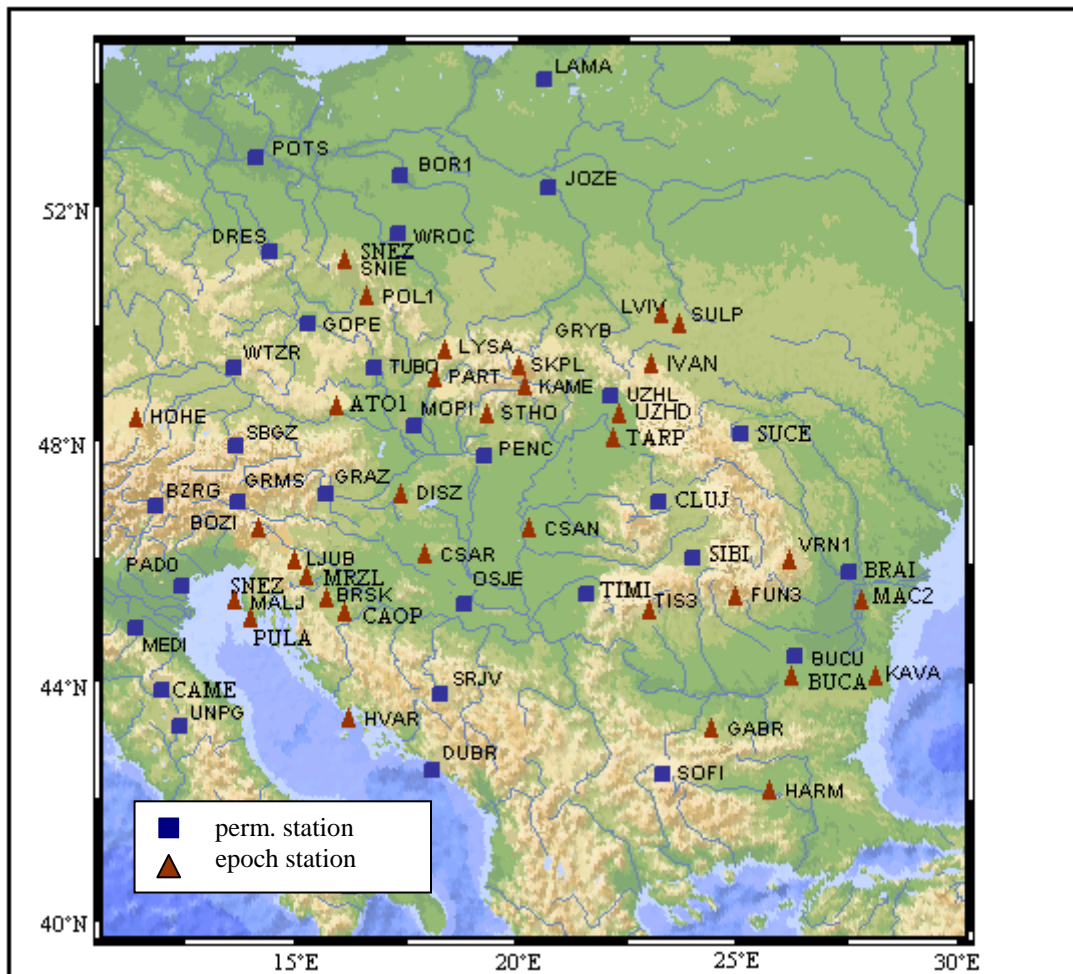 LAMA
POTS
BOR1
JOZE
52°N
DRES
WROC
SNEZ
SNIE
POL1
LVIV
SULP
GOPE
GRYB
LYSA
WTZR
TUBO
SKPL
IVAN
PART
KAME
UZHL
HOHE
ATO1
MOPI
STHO
UZHD
48°N
SBGZ
PENC
TARP
SUCE
BZRG
GRMS
GRAZ
DISZ
CLUJ
BOZI
CSAN
PADO
LJUB
CSAR
SIBI
VRN1
BRAI
SNEZ
MRZL
OSJE
MALJ
BRSK
TIMI
TIS3
FUN3
MAC2
PULA
CAOP
MEDI
BUCU
44°N
CAME
SRJV
BUCA
KAVA
UNPG
HVAR
GABR
DUBR
SOFI
HARM
perm. station
epoch station
40°N
15°E
20°E
25°E
30°E